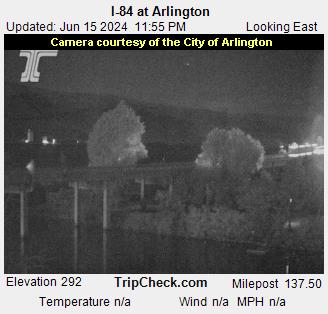 I-84 at Arlington
Updated: Jun 15 2024 11:55 PM Looking East
Camera courtesy of the City of Arlington
Elevation 292 TripCheck.com Milepost 137.50
Temperature n/a Wind n/a MPH n/a